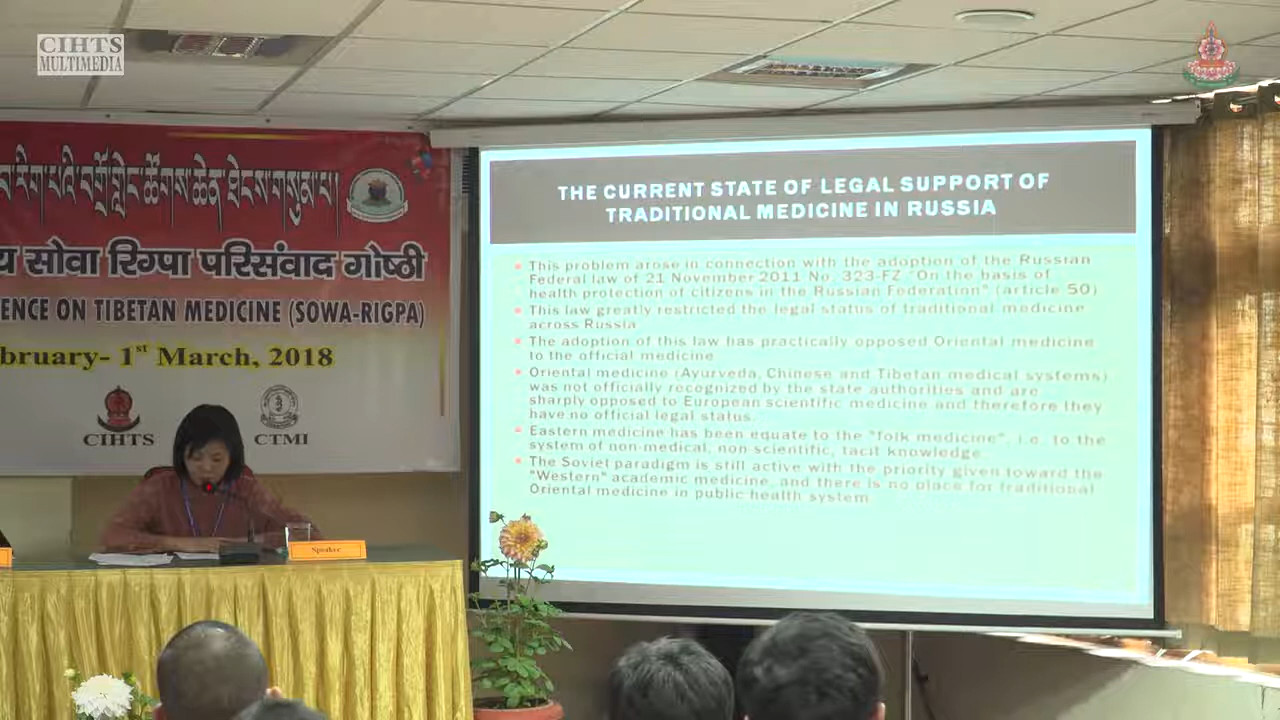 CIHTS
MULTIMEDIA
རིག་པའི་བགྲོ་གླེང་ཚོགས་ཆེན་ཐེངས་གསུམ་པ།
य सोवा रिग्पा परिसंवाद गोष्ठी
ENCE ON TIBETAN MEDICINE (SOWA-RIGPA)
bruary- 1st March, 2018
CIHTS
CTMI
Speaker
THE CURRENT STATE OF LEGAL SUPPORT OF
TRADITIONAL MEDICINE IN RUSSIA
This problem arose in connection with the adoption of the Russian
Federal law of 21 November 2011 No. 323-FZ "On the basis of
health protection of citizens in the Russian Federation" (article 50)
This law greatly restricted the legal status of traditional medicine
across Russia
The adoption of this law has practically opposed Oriental medicine
to the official medicine
Oriental medicine (Ayurveda, Chinese and Tibetan medical systems)
was not officially recognized by the state authorities and are
sharply opposed to European scientific medicine and therefore they
have no official legal status.
Eastern medicine has been equate to the "folk medicine", i.e. to the
system of non-medical, non-scientific, tacit knowledge
The Soviet paradigm is still active with the priority given toward the
"Western" academic medicine, and there is no place for traditional
Oriental medicine in public health system